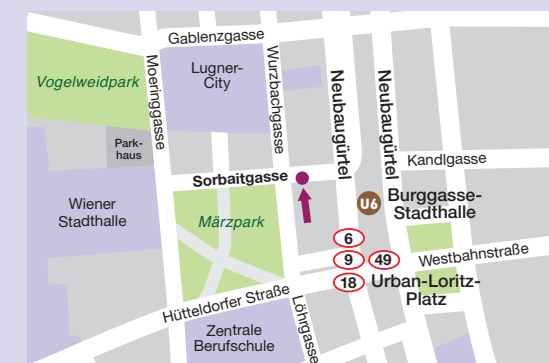 Gablenzgasse
Vogelweidpark
Lugner-
City
Moeringgasse
Wurzbachgasse
Neubaugürtel
Neubaugürtel
Park-
haus
Kandlgasse
Sorbaitgasse
Wiener
Stadthalle
Märzpark
U6
Burggasse-
Stadthalle
6
9
49
Westbahnstraße
18
Urban-Loritz-
Platz
Hütteldorfer Straße
Löhrgasse
Zentrale
Berufschule